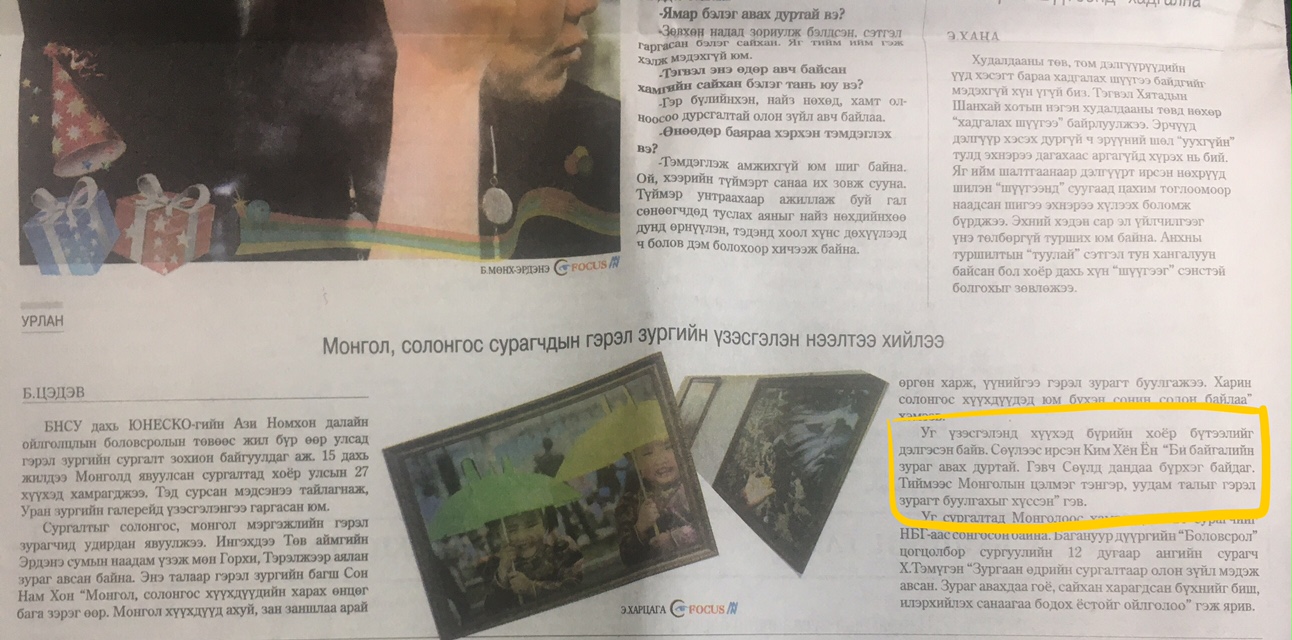 -Ямар бэлэг авах дуртай вэ?
-Зөвхөн надад зориулж бэлдсэн, сэтгэл
гаргасан бэлэг сайхан. Яг тийм ийм гэж
хэлж мэдэхгүй юм.
-Тэгвэл энэ өдөр авч байсан
хамгийн сайхан бэлэг тань юу вэ?
-Гэр бүлийнхэн, найз нөхөд, хамт ол-
ноосоо дурсгалтай олон зүйл авч байлаа.
-Өнөөдөр баяраа хэрхэн тэмдэглэх
вэ?
-Тэмдэглэж амжихгүй юм шиг байна.
Ой, хээрийн түймэрт санаа их зовж сууна.
Түймэр унтраахаар ажиллаж буй гал
сөнөөгчдөд туслах аяныг найз нөхдийнхөө
дунд өрнүүлэн, тэдэнд хоол хүнс дөхүүлээд
ч болов дэм болохоор хичээж байна.
Б.МӨНХ-ЭРДЭНЭ FOCUS
хадгална
Э.ХАНА
Худалдааны төв, том дэлгүүрүүдийн
үүд хэсэгт бараа хадгалах шүүгээ байдгийг
мэдэхгүй хүн үгүй биз. Тэгвэл Хятадын
Шанхай хотын нэгэн худалдааны төвд нөхөр
“хадгалах шүүгээ” байрлуулжээ. Эрчүүд
дэлгүүр хэсэх дургүй ч эрүүний шөл “уухгүйн”
тулд эхнэрээ дагахаас аргагүйд хүрэх нь бий.
Яг ийм шалтгаанаар дэлгүүрт ирсэн нөхрүүд
шилэн “шүүгээнд” суугаад цахим тоглоомоор
наадсан шигээ эхнэрээ хүлээх боломж
бүрджээ. Эхний хэдэн сар эл үйлчилгээг
үнэ төлбөргүй турших юм байна. Анхны
туршилтын “туулай” сэтгэл тун хангалуун
байсан бол хоёр дахь хүн “шүүгээг” сэнстэй
болгохыг зөвлөжээ.
УРЛАН
Монгол, солонгос сурагчдын гэрэл зургийн үзэсгэлэн нээлтээ хийлээ
Б.ЦЭДЭВ
БНСУ дахь ЮНЕСКО-гийн Ази Номхон далайн
ойлголцлын боловсролын төвөөс жил бүр өөр улсад
гэрэл зургийн сургалт зохион байгуулдаг аж. 15 дахь
жилдээ Монголд явуулсан сургалтад хоёр улсын 27
хүүхэд хамрагджээ. Тэд сурсан мэдсэнээ тайлагнаж,
Уран зургийн галерейд үзэсгэлэнгээ гаргасан юм.
Сургалтыг солонгос, монгол мэргэжлийн гэрэл
зурагчид удирдан явуулжээ. Ингэхдээ Төв аймгийн
Эрдэнэ сумын наадам үзэж мөн Горхи, Тэрэлжээр аялан
зураг авсан байна. Энэ талаар гэрэл зургийн багш Сон
Нам Хон “Монгол, солонгос хүүхдүүдийн харах өнцөг
бага зэрэг өөр. Монгол хүүхдүүд ахуй, зан заншлаа арай
Э.ХАРЦАГА FOCUS
өргөн харж, үүнийгээ гэрэл зурагт буулгажээ. Харин
солонгос хүүхдүүдэд юм бүхэн сонин содон байлаа”
хэмээв.
Уг үзэсгэлэнд хүүхэд бүрийн хоёр бүтээлийг
дэлгэсэн байв. Сөүлээс ирсэн Ким Хён Ён “Би байгалийн
зураг авах дуртай. Гэвч Сөүлд дандаа бүрхэг байдаг.
Тиймээс Монголын цэлмэг тэнгэр, уудам талыг гэрэл
зурагт буулгахыг хүссэн” гэв.
Уг сургалтад Монголоос
НБГ-аас сонгосон байна. Багануур дүүргийн “Боловсрол”
цогцолбор сургуулийн 12 дугаар ангийн сурагч
Х.Тэмүгэн “Зургаан өдрийн сургалтаар олон зүйл мэдэж
авсан. Зураг авахдаа гоё, сайхан харагдсан бүхнийг биш,
илэрхийлэх санаагаа бодох ёстойг ойлголоо” гэж ярив.